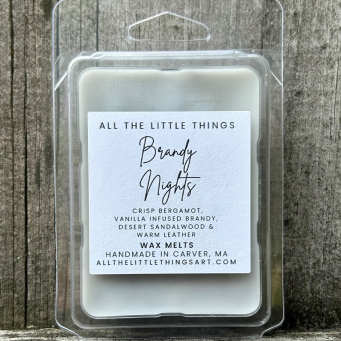 ALL THE LITTLE THINGS
Brandy
Nights
CRISP BERGAMOT,
VANILLA INFUSED BRANDY,
DESERT SANDALWOOD &
WARM LEATHER
WAX MELTS
HANDMADE IN CARVER, MA
ALLTHELITTLETHINGSART.COM